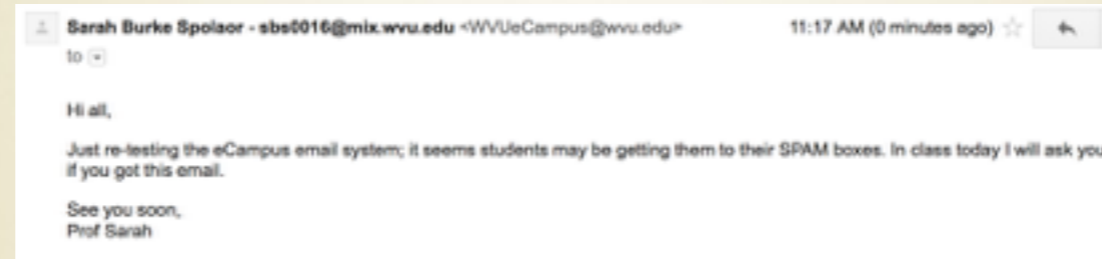 Sarah Burke Spolaor - sbs0016@mix.wvu.edu <WVUeCampus@wvu.edu>
11:17 AM (0 minutes ago)
to
Hi all,
Just re-testing the eCampus email system; it seems students may be getting them to their SPAM boxes. In class today I will ask you
if you got this email.
See you soon,
Prof Sarah